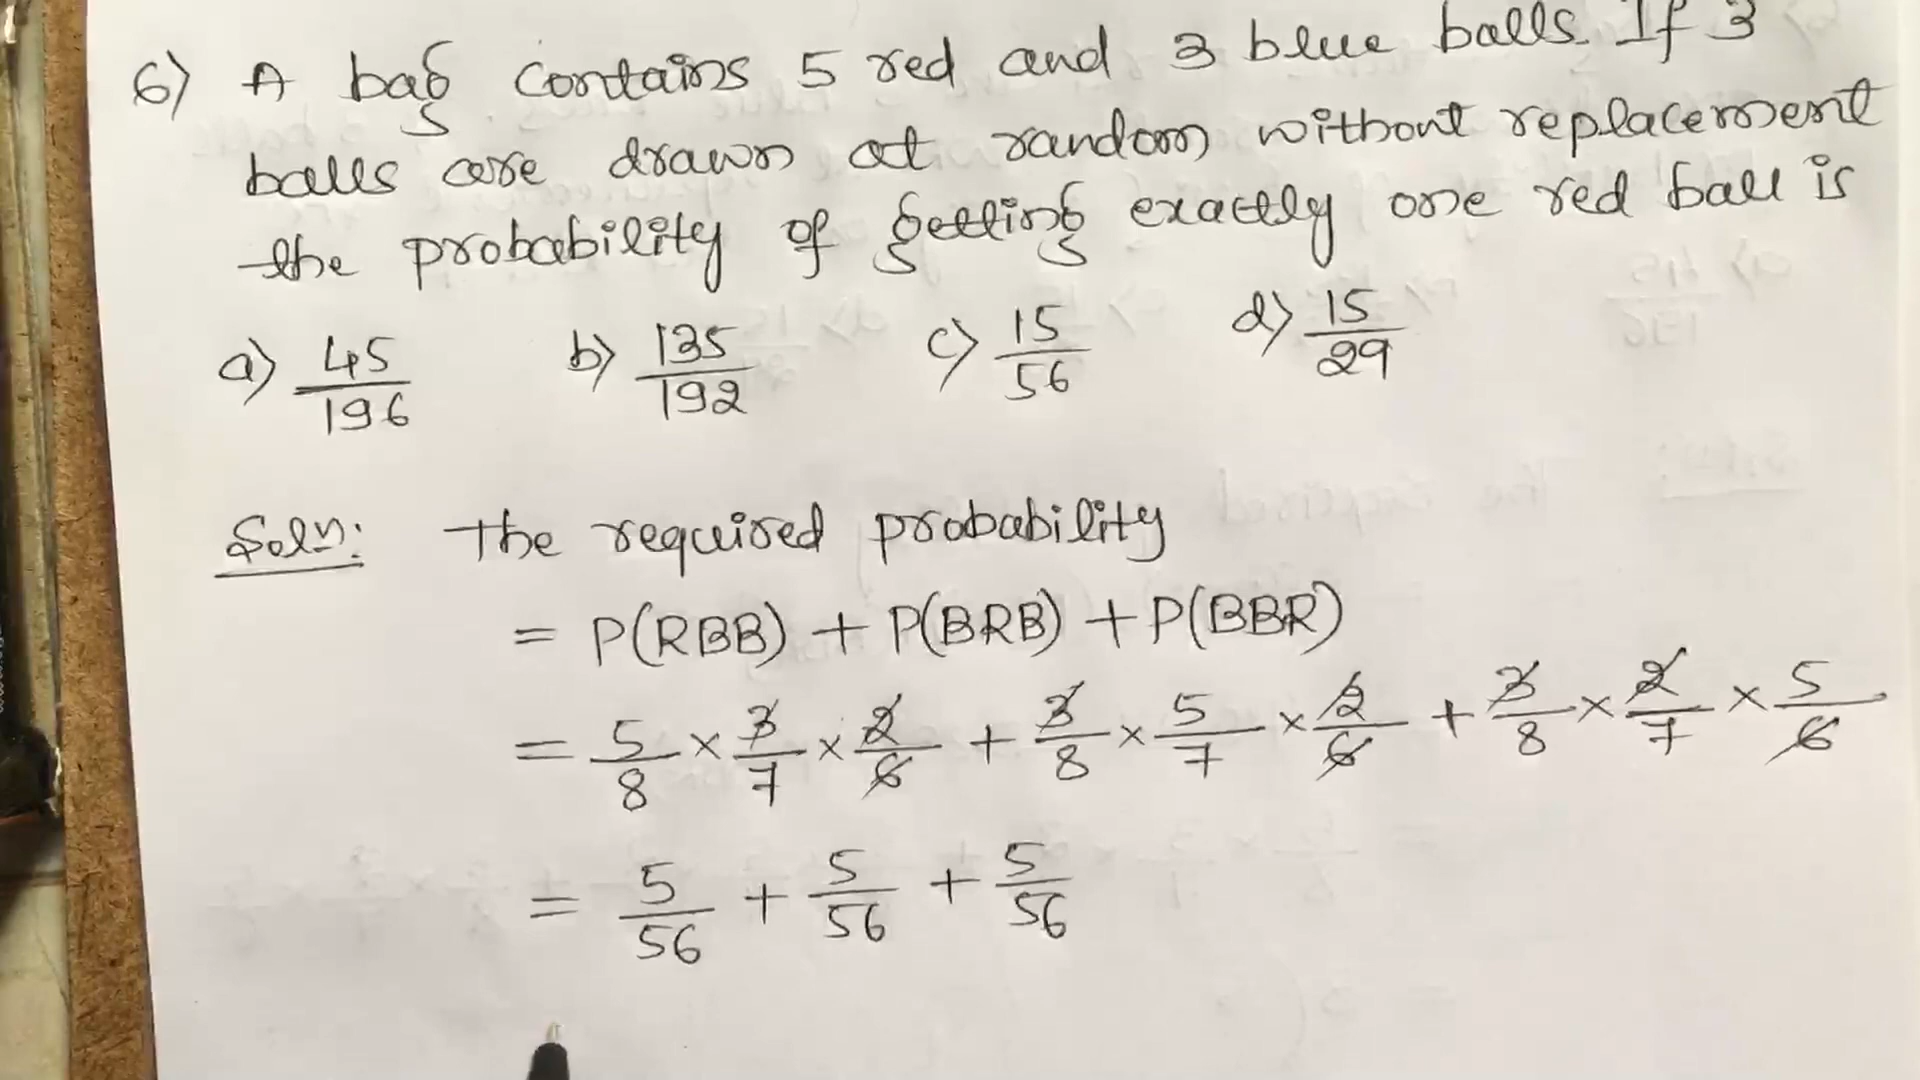 6) A bag contains 5 red and 3 blue balls. If 3
balls are drawn at random without replacement
the probability of getting exactly one red ball is
a) 45/196 b) 135/192 c) 15/56 d) 15/29
Soln: The required probability
= P(RBB) + P(BRB) + P(BBR)
= 5/8 × 3/7 × 2/6 + 3/8 × 5/7 × 2/6 + 3/8 × 2/7 × 5/6
= 5/56 + 5/56 + 5/56